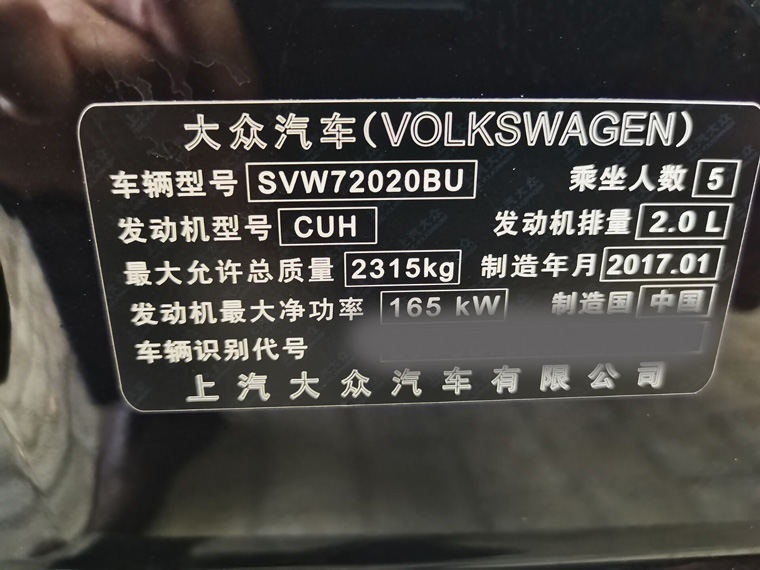 大众汽车(VOLKSWAGEN)
车辆型号 SVW72020BU 乘坐人数 5
发动机型号 CUH 发动机排量 2.0 L
最大允许总质量 2315kg 制造年月 2017.01
发动机最大净功率 165 kW 制造国 中国
车辆识别代号
上汽大众汽车有限公司